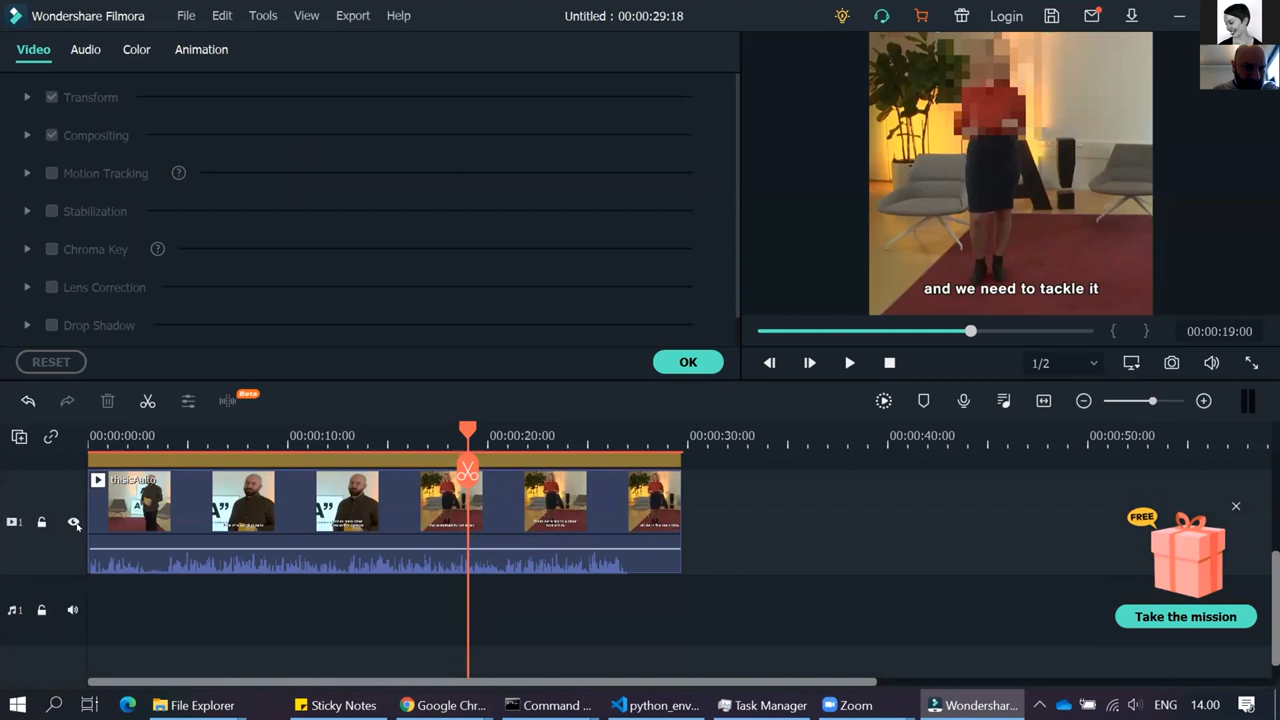 Wondershare Filmora File Edit Tools View Export Help Untitled : 00:00:29:18 Login
Video Audio Color Animation
Transform
Compositing
Motion Tracking ?
Stabilization
Chroma Key ?
Lens Correction
Drop Shadow
RESET OK
A!
and we need to tackle it
{ } 00:00:19:00
1/2
Beta
00:00:00:00 00:00:10:00 00:00:20:00 00:00:30:00 00:00:40:00 00:00:50:00
thisisAalto
A” A”
1
FREE
Take the mission
1
File Explorer Sticky Notes Google Chr... Command ... python_env... Task Manager Zoom Wondershar... ENG 14.00